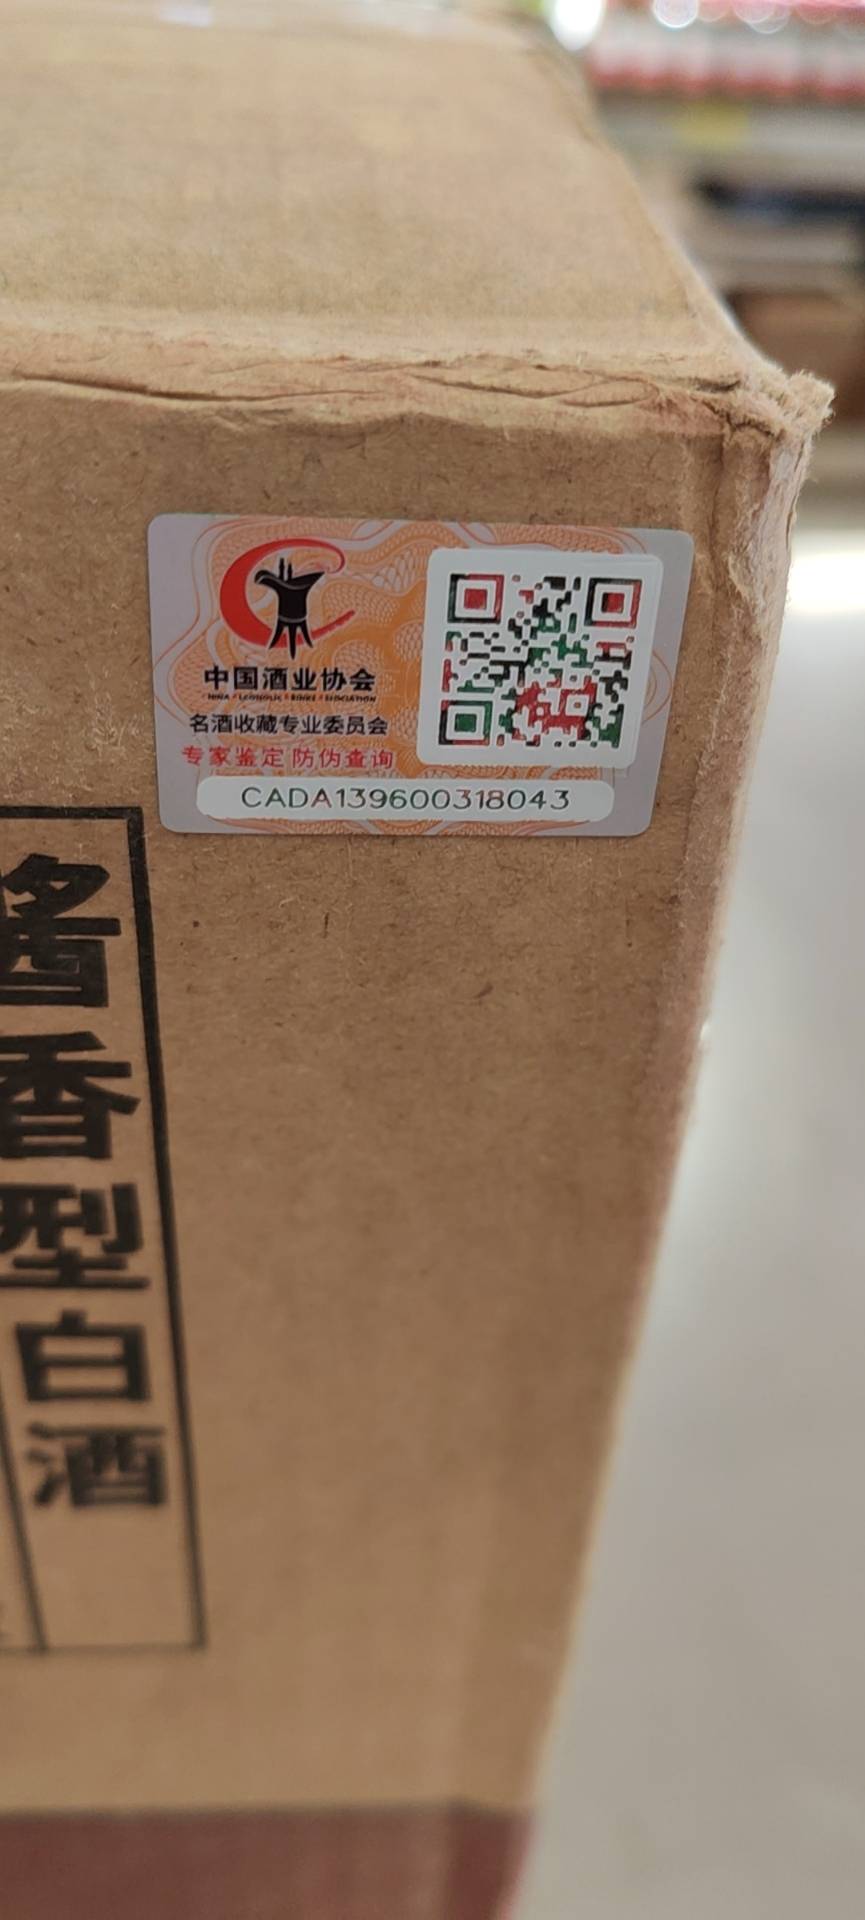 中国酒业协会
名酒收藏专业委员会
专家鉴定 防伪查询
CADA139600318043
酱香型白酒